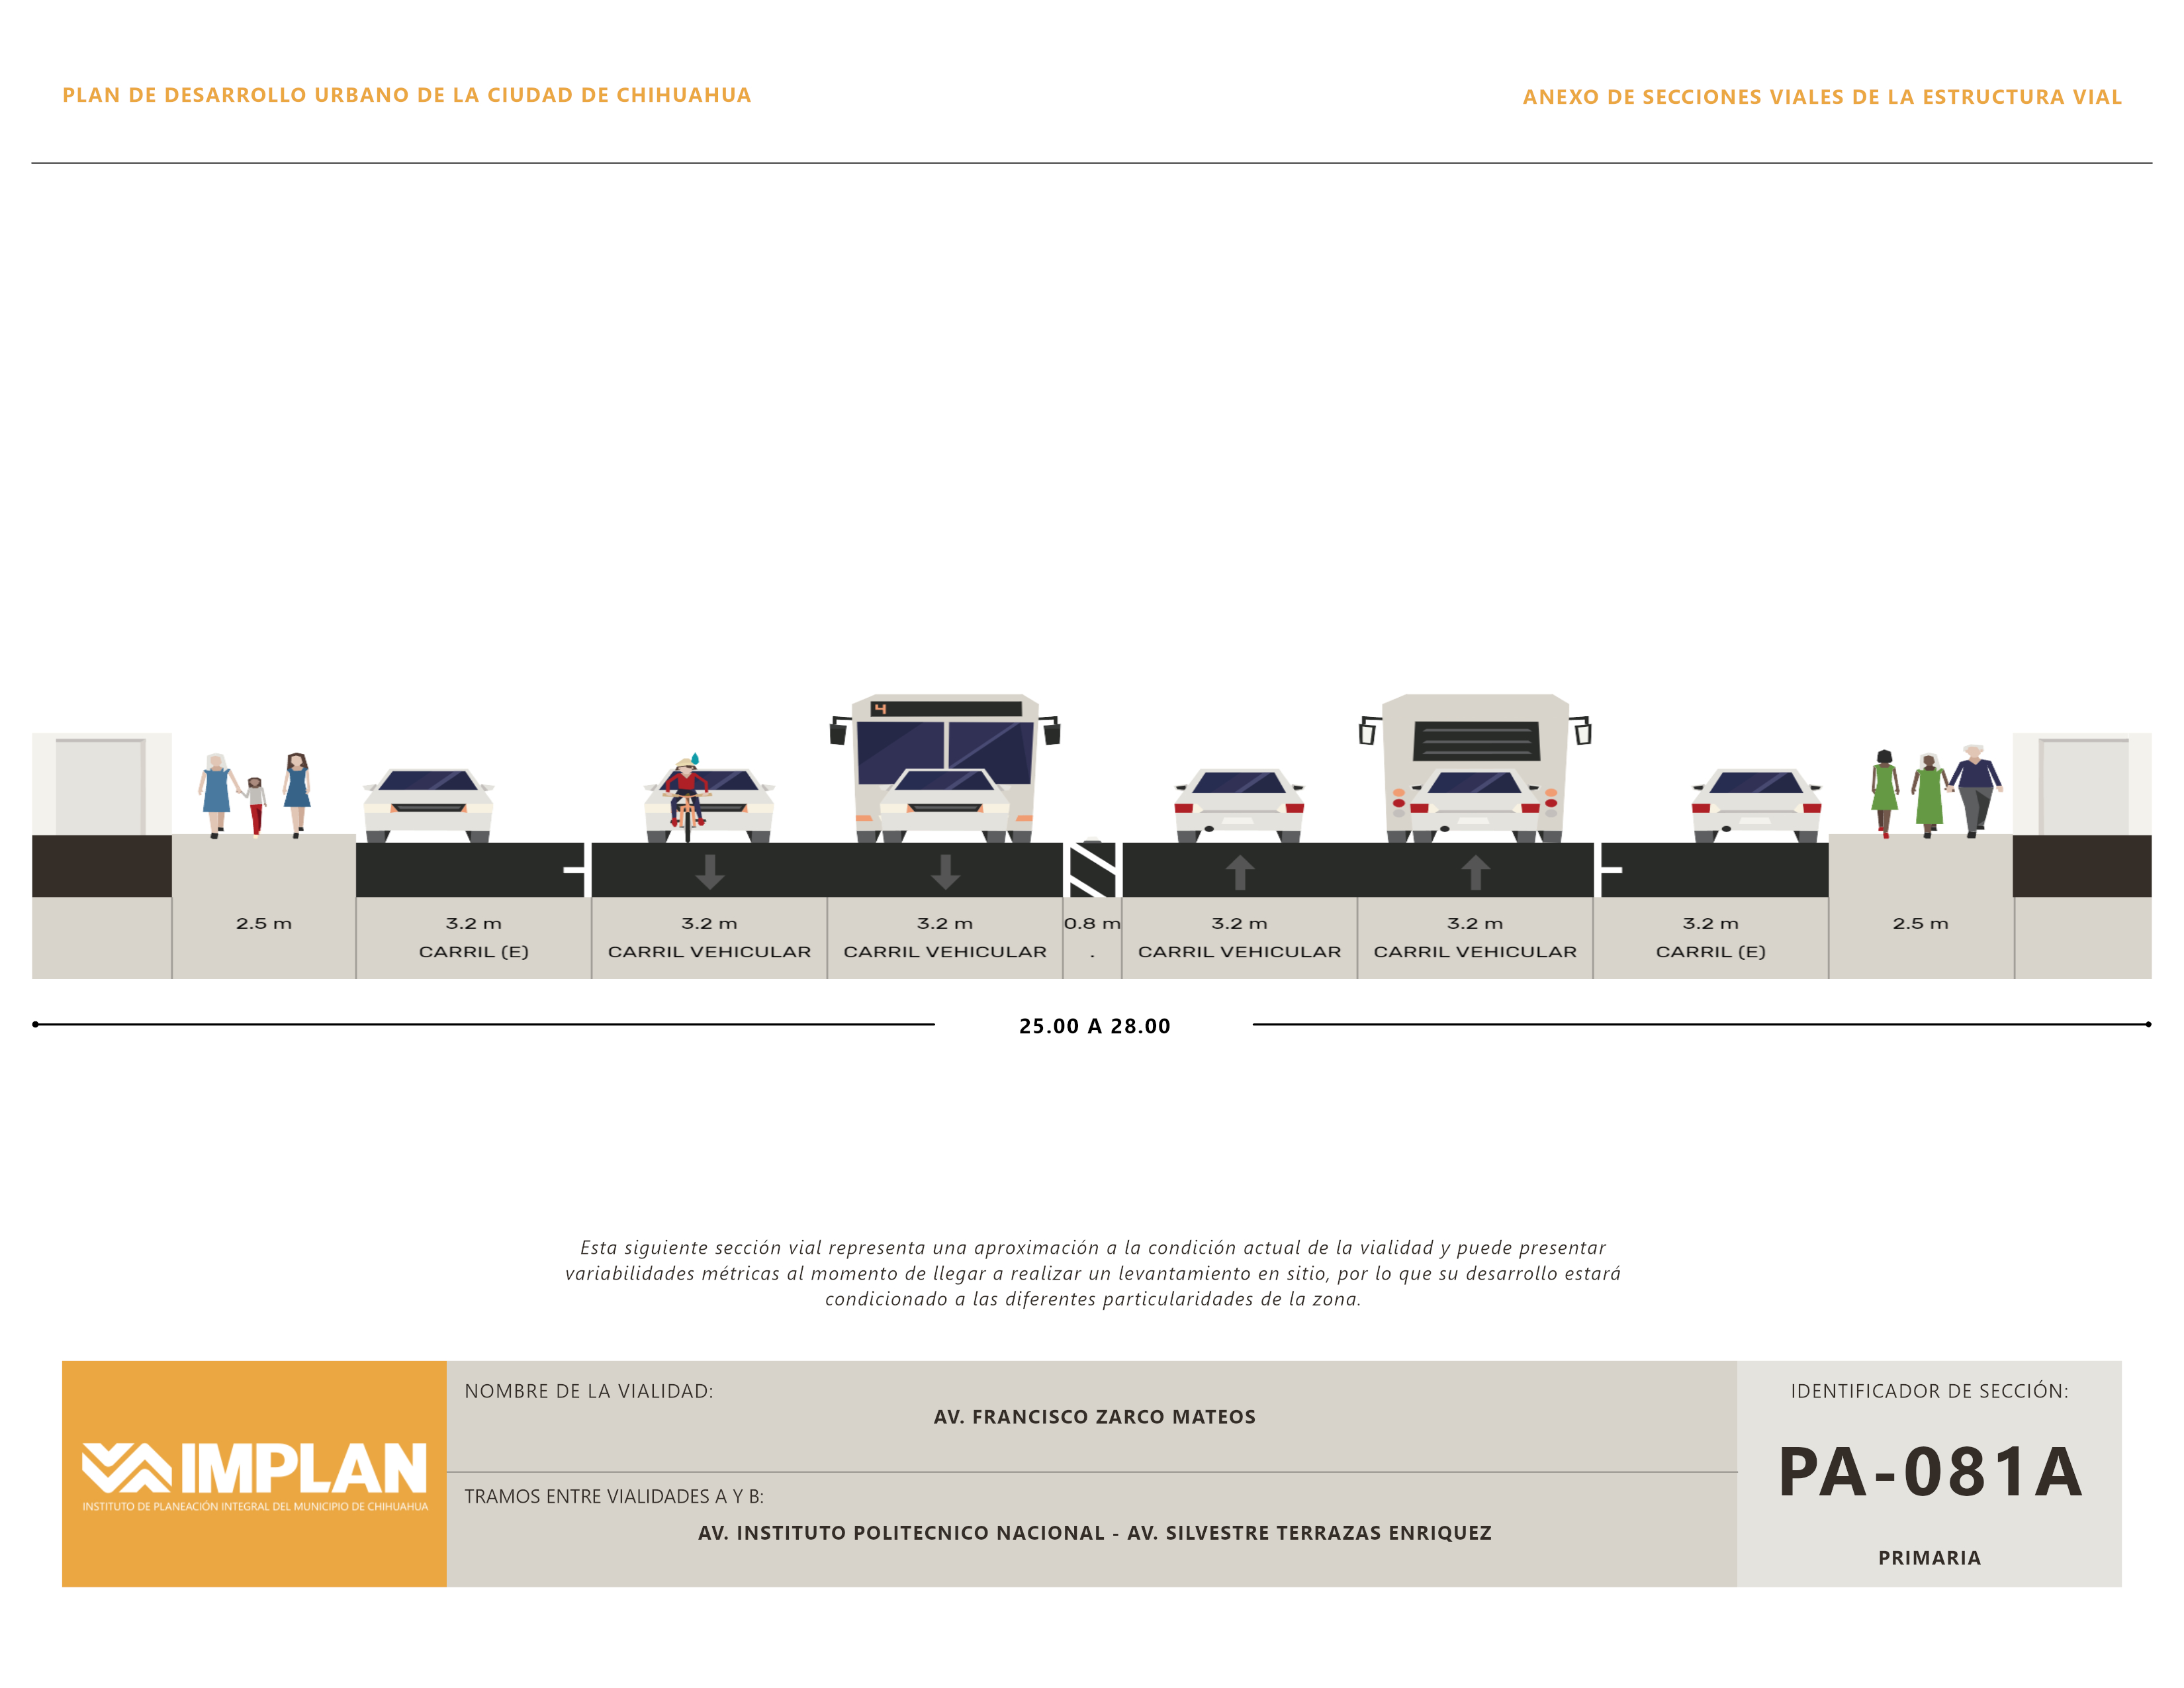 PLAN DE DESARROLLO URBANO DE LA CIUDAD DE CHIHUAHUA
ANEXO DE SECCIONES VIALES DE LA ESTRUCTURA VIAL
4
2.5 m
3.2 m
CARRIL (E)
3.2 m
CARRIL VEHICULAR
3.2 m
CARRIL VEHICULAR
0.8 m
.
3.2 m
CARRIL VEHICULAR
3.2 m
CARRIL VEHICULAR
3.2 m
CARRIL (E)
2.5 m
25.00 A 28.00
Esta siguiente sección vial representa una aproximación a la condición actual de la vialidad y puede presentar
variabilidades métricas al momento de llegar a realizar un levantamiento en sitio, por lo que su desarrollo estará
condicionado a las diferentes particularidades de la zona.
IMPLAN
INSTITUTO DE PLANEACIÓN INTEGRAL DEL MUNICIPIO DE CHIHUAHUA
NOMBRE DE LA VIALIDAD:
AV. FRANCISCO ZARCO MATEOS
TRAMOS ENTRE VIALIDADES A Y B:
AV. INSTITUTO POLITECNICO NACIONAL - AV. SILVESTRE TERRAZAS ENRIQUEZ
IDENTIFICADOR DE SECCIÓN:
PA-081A
PRIMARIA